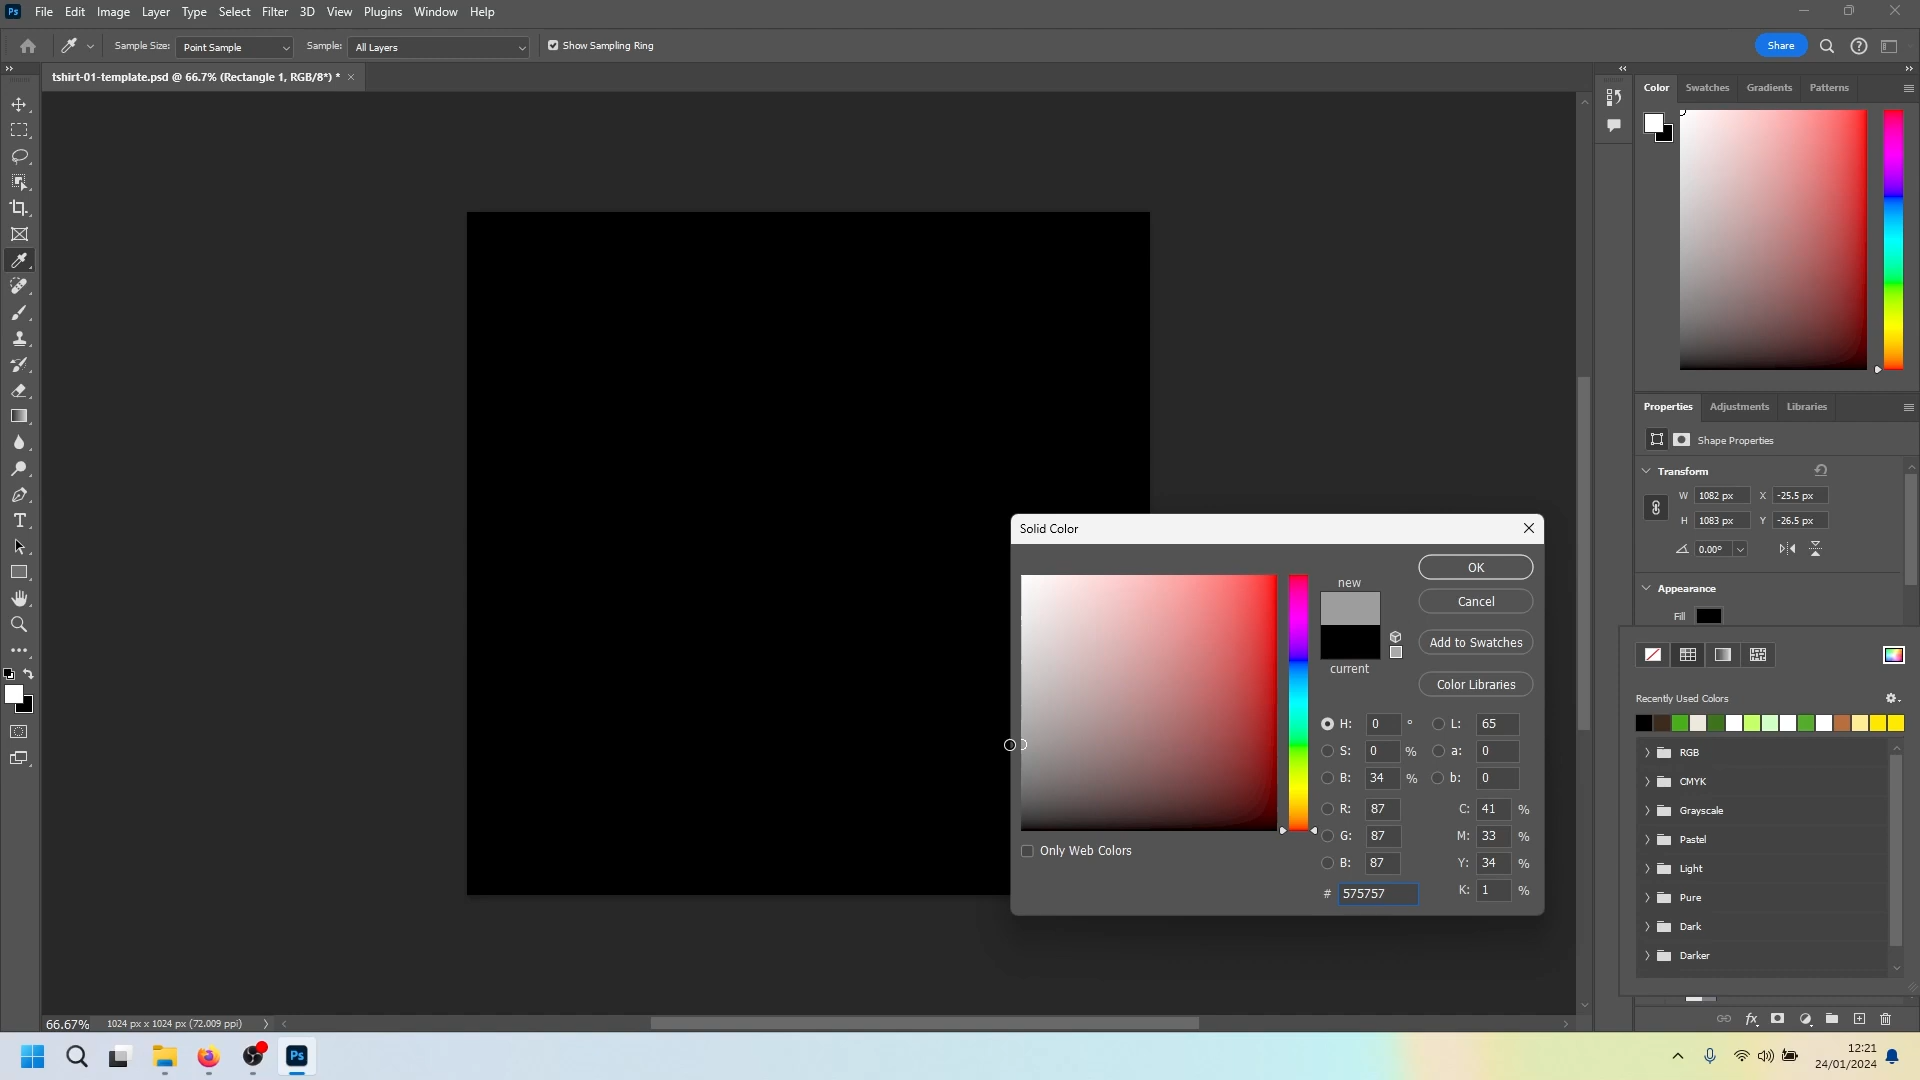 Ps File Edit Image Layer Type Select Filter 3D View Plugins Window Help
Sample Size: Point Sample Sample: All Layers Show Sampling Ring Share
tshirt-01-template.psd @ 66.7% (Rectangle 1, RGB/8*) * ×
Color Swatches Gradients Patterns
Properties Adjustments Libraries
Shape Properties
Transform
W 1082 px X -25.5 px
H 1083 px Y -26.5 px
0.00°
Appearance
Fill
Solid Color
OK
new
Cancel
Add to Swatches
current
Color Libraries
H: 0 ° L: 65
S: 0 % a: 0
B: 34 % b: 0
R: 87 C: 41 %
G: 87 M: 33 %
B: 87 Y: 34 %
# 575757 K: 1 %
Only Web Colors
Recently Used Colors
RGB
CMYK
Grayscale
Pastel
Light
Pure
Dark
Darker
66.67% 1024 px x 1024 px (72.009 ppi)
fx
Ps
12:21
24/01/2024